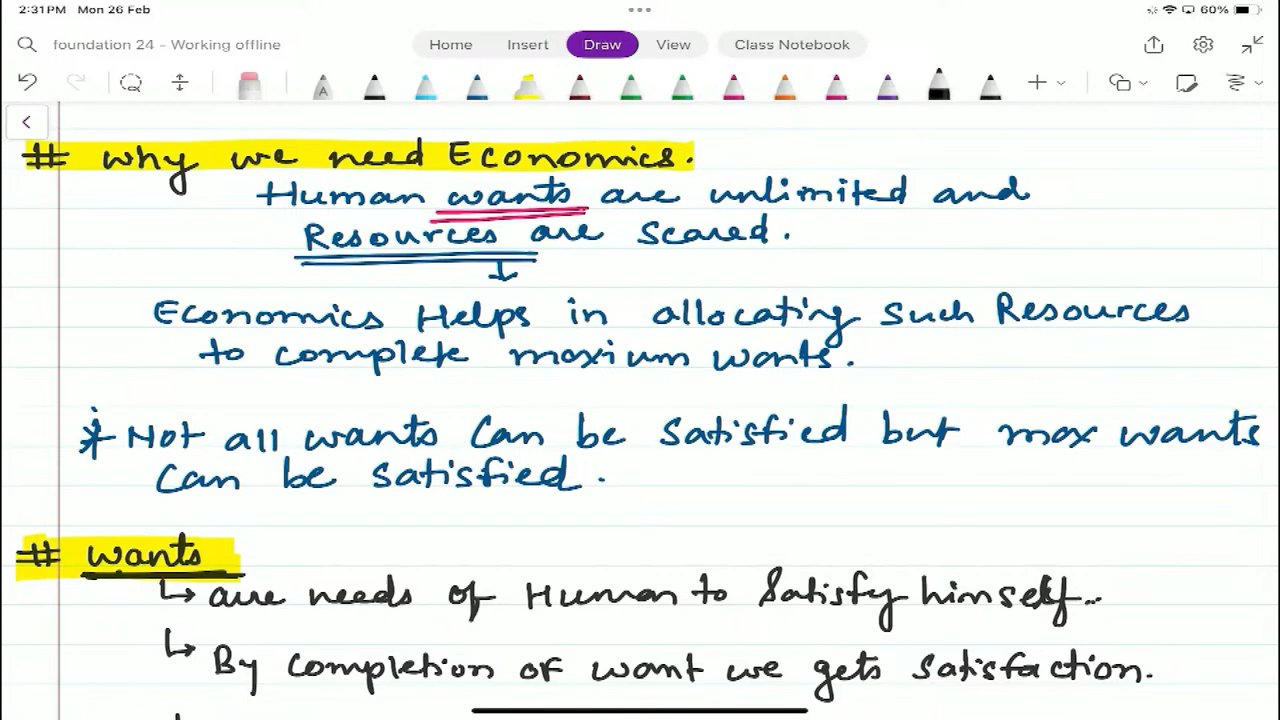 2:31 PM Mon 26 Feb
60%
foundation 24 - Working offline
Home Insert Draw View Class Notebook
A
# why we need Economics.
Human wants are unlimited and
Resources are scared.
Economics Helps in allocating such Resources
to complete maxium wants.
* Not all wants can be satisfied but max wants
can be satisfied.
# wants
↳ are needs of Human to satisfy himself..
↳ By completion of want we gets satisfaction.